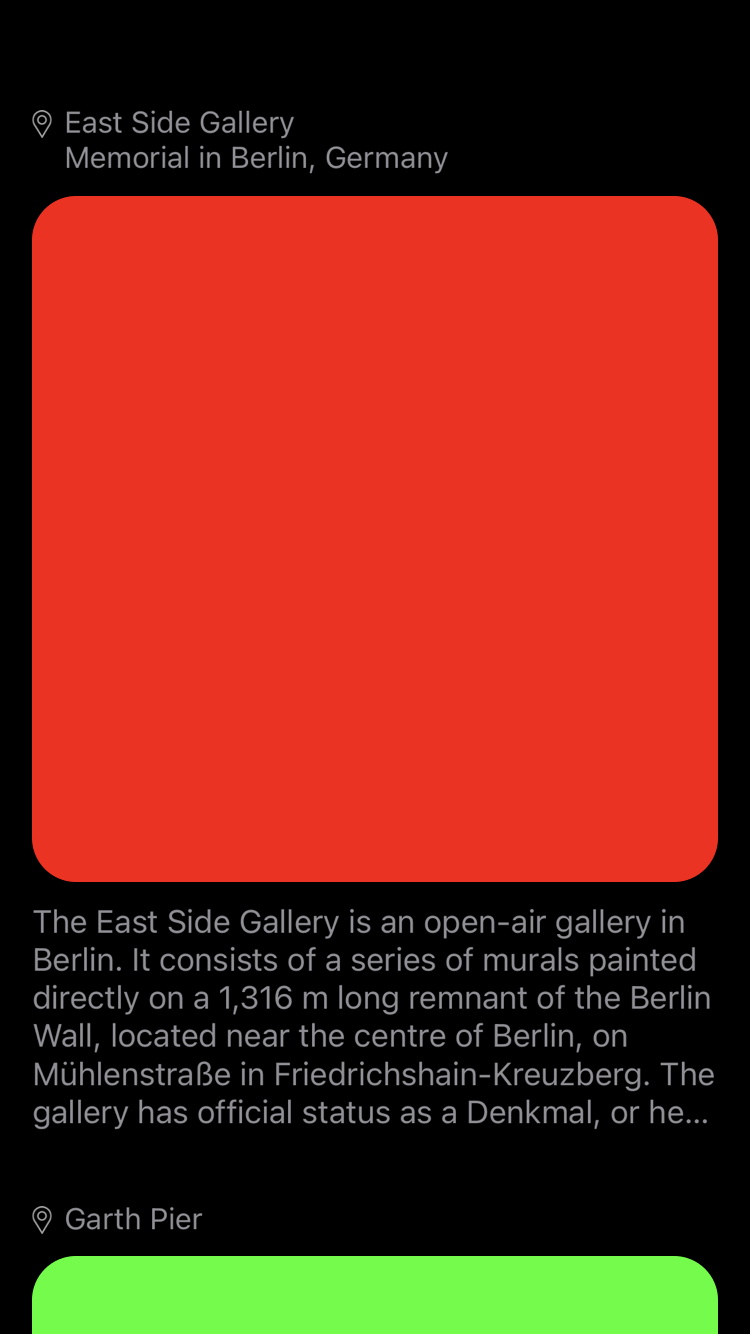 East Side Gallery
Memorial in Berlin, Germany
The East Side Gallery is an open-air gallery in
Berlin. It consists of a series of murals painted
directly on a 1,316 m long remnant of the Berlin
Wall, located near the centre of Berlin, on
Mühlenstraße in Friedrichshain-Kreuzberg. The
gallery has official status as a Denkmal, or he...
Garth Pier